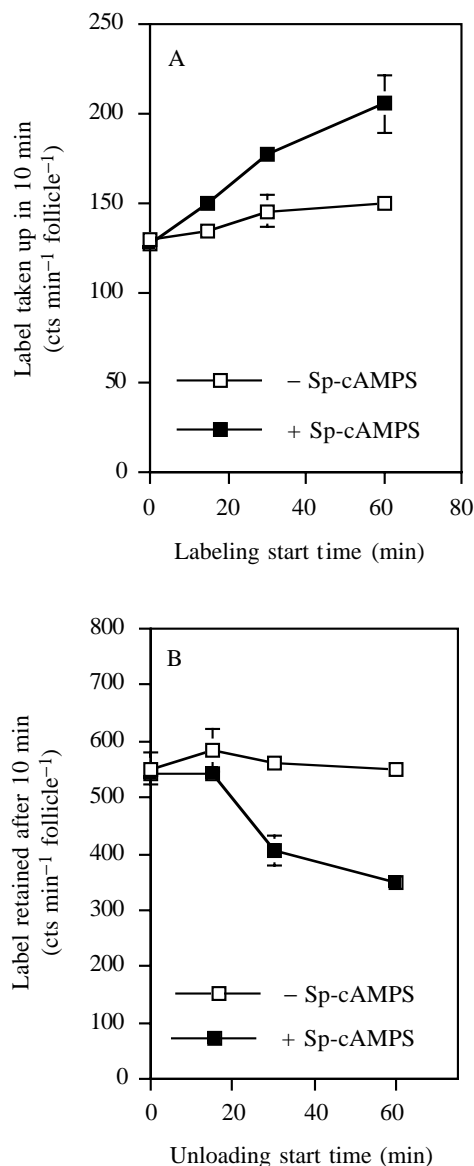 A
Label taken up in 10 min
(cts min⁻¹ follicle⁻¹)
250
200
150
100
50
0
− Sp-cAMPS
+ Sp-cAMPS
0 20 40 60 80
Labeling start time (min)
B
Label retained after 10 min
(cts min⁻¹ follicle⁻¹)
800
700
600
500
400
300
200
100
0
− Sp-cAMPS
+ Sp-cAMPS
0 20 40 60
Unloading start time (min)